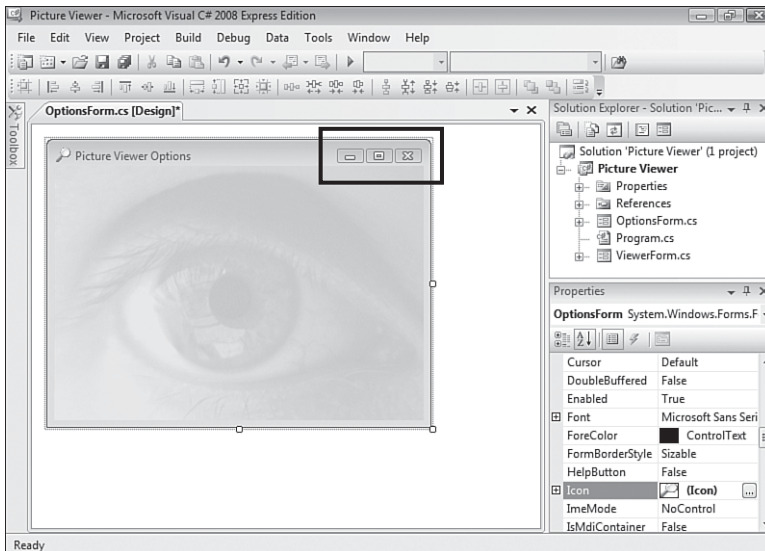 Picture Viewer - Microsoft Visual C# 2008 Express Edition
File Edit View Project Build Debug Data Tools Window Help
Toolbox
OptionsForm.cs [Design]*
Picture Viewer Options
Solution Explorer - Solution 'Pic...
Solution 'Picture Viewer' (1 project)
Picture Viewer
Properties
References
OptionsForm.cs
Program.cs
ViewerForm.cs
Properties
OptionsForm System.Windows.Forms.F
Cursor Default
DoubleBuffered False
Enabled True
Font Microsoft Sans Seri
ForeColor ControlText
FormBorderStyle Sizable
HelpButton False
Icon (Icon) ...
ImeMode NoControl
IsMdiContainer False
Ready